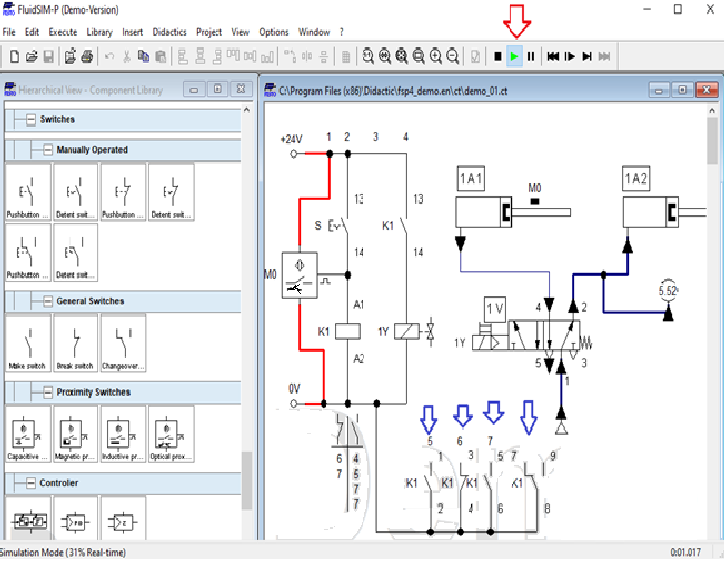 FluidSIM-P (Demo-Version)
File Edit Execute Library Insert Didactics Project View Options Window ?
Hierarchical View - Component Library
C:\Program Files (x86)\Didactic\fsp4_demo.en\ct\demo_01.ct
Switches
Manually Operated
Pushbutton ... Detent swit... Pushbutton ... Detent swit...
Pushbutton ... Detent swit...
General Switches
Make switch Break switch Changeover...
Proximity Switches
Capacitive ... Magnetic pr... Inductive pr... Optical prox...
Controller
+24V 1 2 3 4
13 13
S K1
14 14
M0
A1
K1 1Y
A2
0V
1A1 M0 1A2
5.52
4 2
1V
1Y
5 3
1
6 4
7 5
7
7
5 6 7
1 3 5 7 9
K1 K1 K1 K1
2 4 6 8
Simulation Mode (31% Real-time) 0:01.017